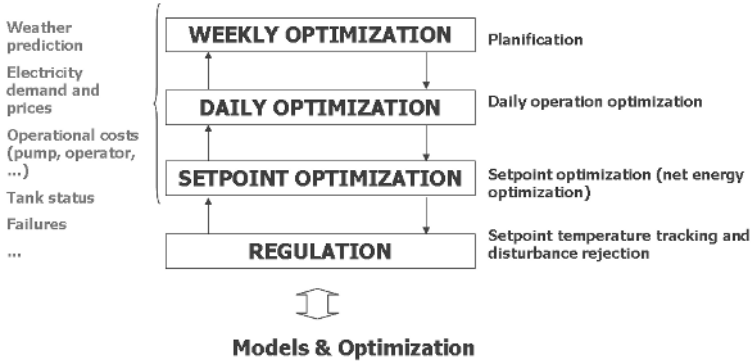 Weather
prediction
Electricity
demand and
prices
Operational costs
(pump, operator,
...)
Tank status
Failures
...
WEEKLY OPTIMIZATION
DAILY OPTIMIZATION
SETPOINT OPTIMIZATION
REGULATION
Planification
Daily operation optimization
Setpoint optimization (net energy
optimization)
Setpoint temperature tracking and
disturbance rejection
Models & Optimization